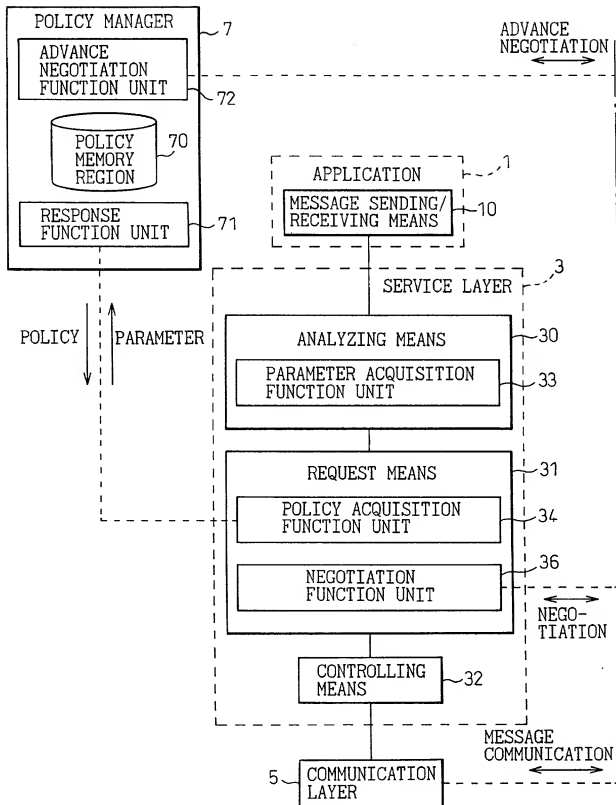 POLICY MANAGER
7
ADVANCE
NEGOTIATION
FUNCTION UNIT
72
POLICY
MEMORY
REGION
70
RESPONSE
FUNCTION UNIT
71
ADVANCE
NEGOTIATION
1
APPLICATION
MESSAGE SENDING/
RECEIVING MEANS
10
3
SERVICE LAYER
POLICY
PARAMETER
ANALYZING MEANS
30
PARAMETER ACQUISITION
FUNCTION UNIT
33
REQUEST MEANS
31
POLICY ACQUISITION
FUNCTION UNIT
34
36
NEGOTIATION
FUNCTION UNIT
NEGO-
TIATION
CONTROLLING
MEANS
32
MESSAGE
COMMUNICATION
5
COMMUNICATION
LAYER